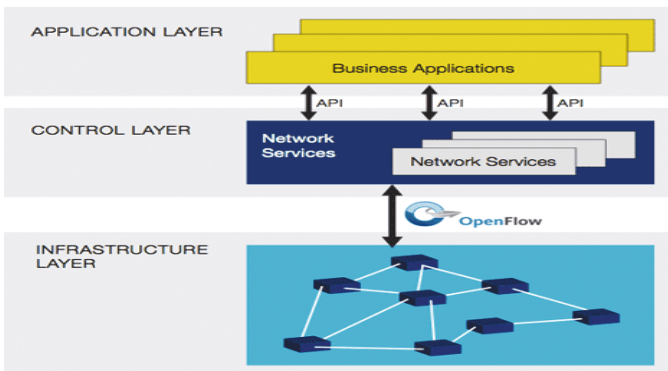 APPLICATION LAYER
Business Applications
API API API
CONTROL LAYER
Network
Services
Network Services
OpenFlow
INFRASTRUCTURE
LAYER